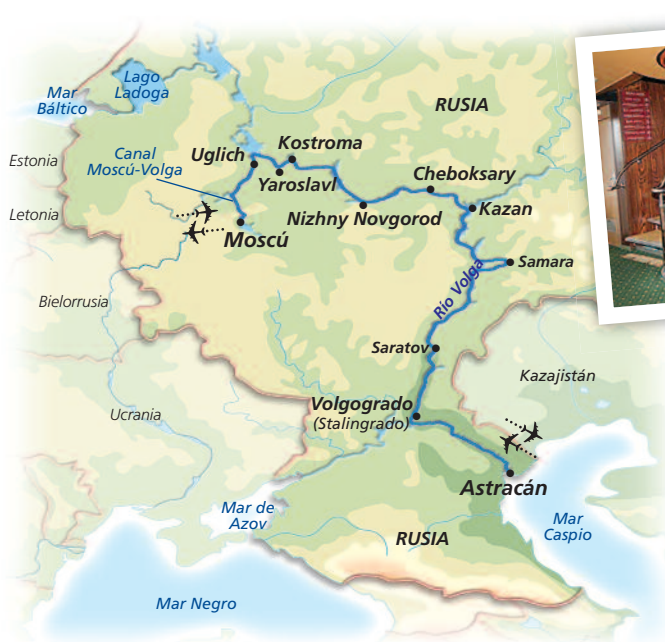 Lago
Ladoga
Mar
Báltico
RUSIA
Estonia
Canal
Moscú-Volga
Uglich
Kostroma
Yaroslavl
Cheboksary
Letonia
Moscú
Nizhny Novgorod
Kazan
Samara
Bielorrusia
Rio Volga
Saratov
Kazajistán
Volgogrado
(Stalingrado)
Ucrania
Astracán
Mar de
Azov
RUSIA
Mar
Caspio
Mar Negro